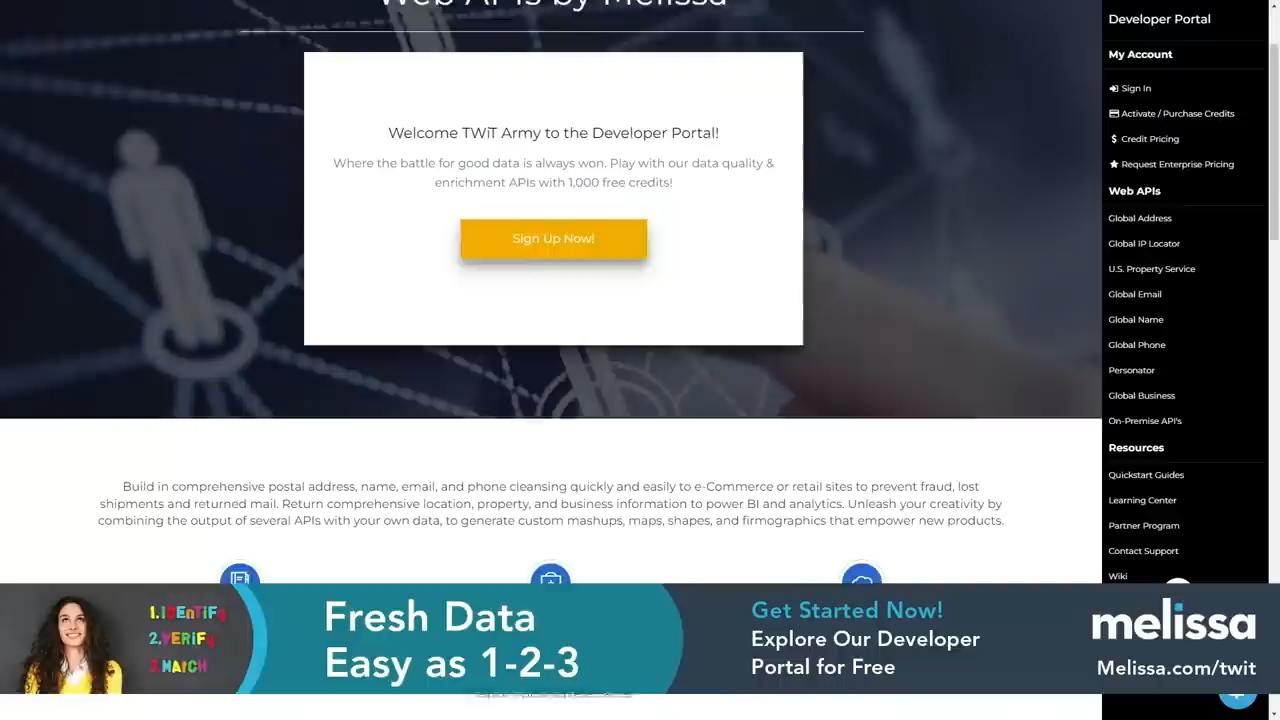 Web APIs by Melissa
Welcome TWiT Army to the Developer Portal!
Where the battle for good data is always won. Play with our data quality &
enrichment APIs with 1,000 free credits!
Sign Up Now!
Build in comprehensive postal address, name, email, and phone cleansing quickly and easily to e-Commerce or retail sites to prevent fraud, lost
shipments and returned mail. Return comprehensive location, property, and business information to power BI and analytics. Unleash your creativity by
combining the output of several APIs with your own data, to generate custom mashups, maps, shapes, and firmographics that empower new products.
Developer Portal
My Account
Sign In
Activate / Purchase Credits
Credit Pricing
Request Enterprise Pricing
Web APIs
Global Address
Global IP Locator
U.S. Property Service
Global Email
Global Name
Global Phone
Personator
Global Business
On-Premise API's
Resources
Quickstart Guides
Learning Center
Partner Program
Contact Support
Wiki
1.IDEnTiFy
2.VERiFy
3.MATCH
Fresh Data
Easy as 1-2-3
Get Started Now!
Explore Our Developer
Portal for Free
melissa
Melissa.com/twit